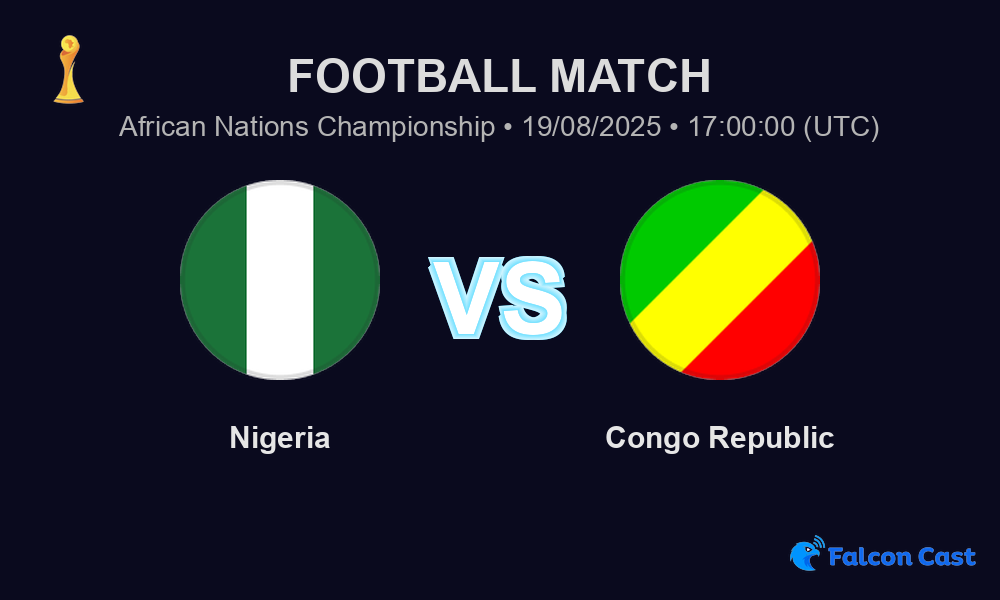 FOOTBALL MATCH
African Nations Championship • 19/08/2025 • 17:00:00 (UTC)
VS
Nigeria
Congo Republic
Falcon Cast